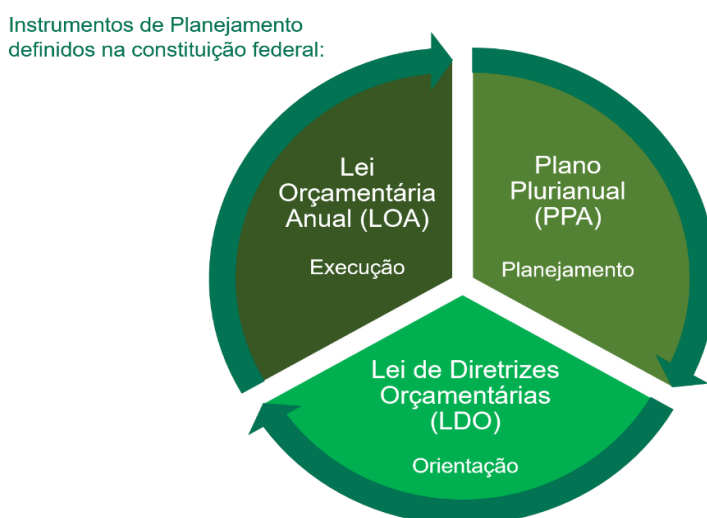 Instrumentos de Planejamento
definidos na constituição federal:
Lei
Orçamentária
Anual (LOA)
Execução
Plano
Plurianual
(PPA)
Planejamento
Lei de Diretrizes
Orçamentárias
(LDO)
Orientação